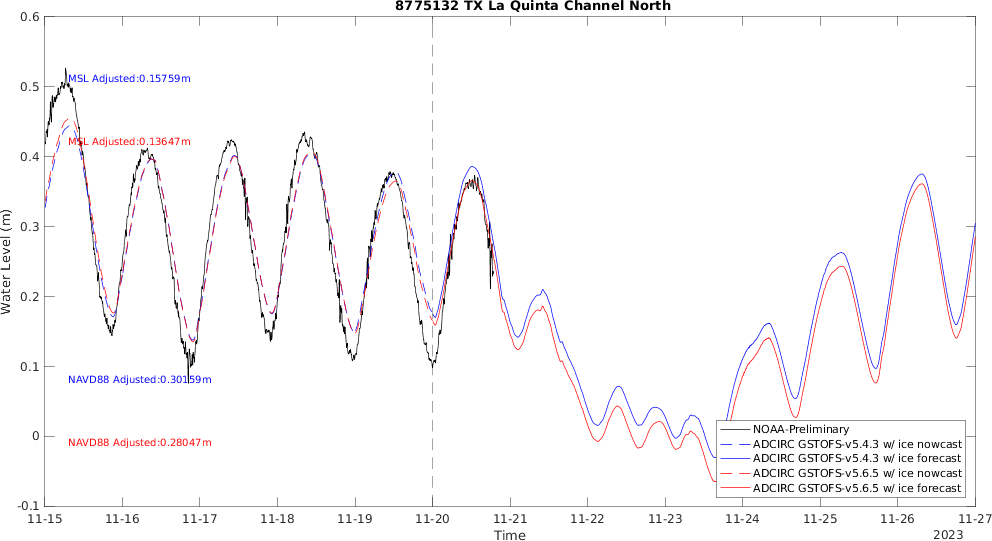 8775132 TX La Quinta Channel North
0.6
0.5
0.4
0.3
0.2
0.1
0
-0.1
Water Level (m)
MSL Adjusted:0.15759m
MSL Adjusted:0.13647m
NAVD88 Adjusted:0.30159m
NAVD88 Adjusted:0.28047m
NOAA-Preliminary
ADCIRC GSTOFS-v5.4.3 w/ ice nowcast
ADCIRC GSTOFS-v5.4.3 w/ ice forecast
ADCIRC GSTOFS-v5.6.5 w/ ice nowcast
ADCIRC GSTOFS-v5.6.5 w/ ice forecast
11-15 11-16 11-17 11-18 11-19 11-20 11-21 11-22 11-23 11-24 11-25 11-26 11-27
Time
2023